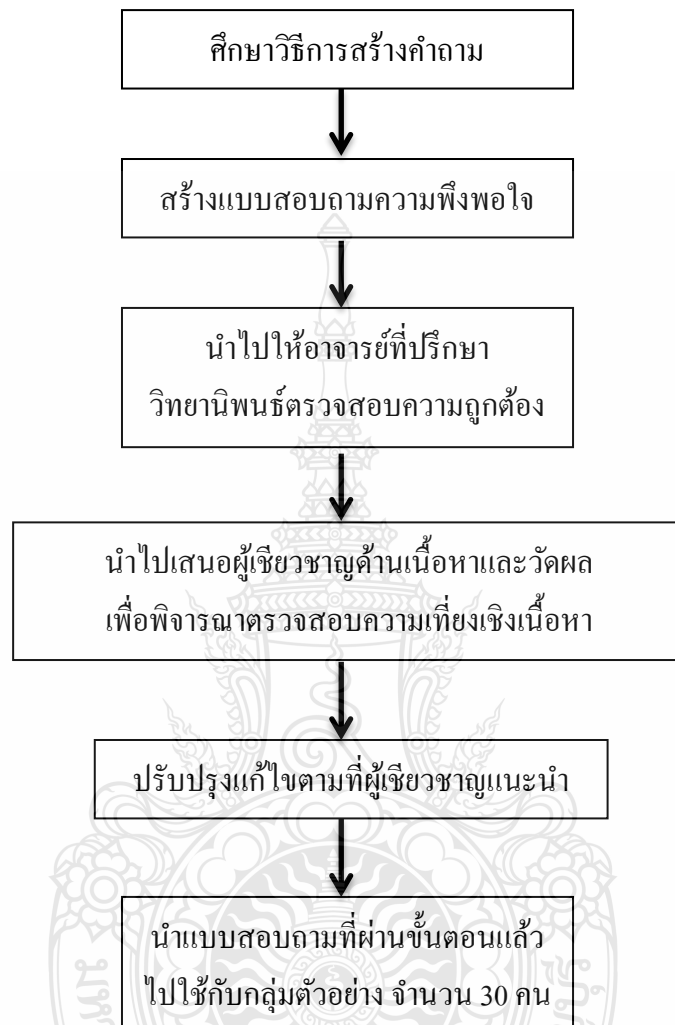 ศึกษาวิธีการสร้างคำถาม
สร้างแบบสอบถามความพึงพอใจ
นำไปให้อาจารย์ที่ปรึกษา
วิทยานิพนธ์ตรวจสอบความถูกต้อง
นำไปเสนอผู้เชียวชาญด้านเนื้อหาและวัดผล
เพื่อพิจารณาตรวจสอบความเที่ยงเชิงเนื้อหา
ปรับปรุงแก้ไขตามที่ผู้เชียวชาญแนะนำ
นำแบบสอบถามที่ผ่านขั้นตอนแล้ว
ไปใช้กับกลุ่มตัวอย่าง จำนวน 30 คน